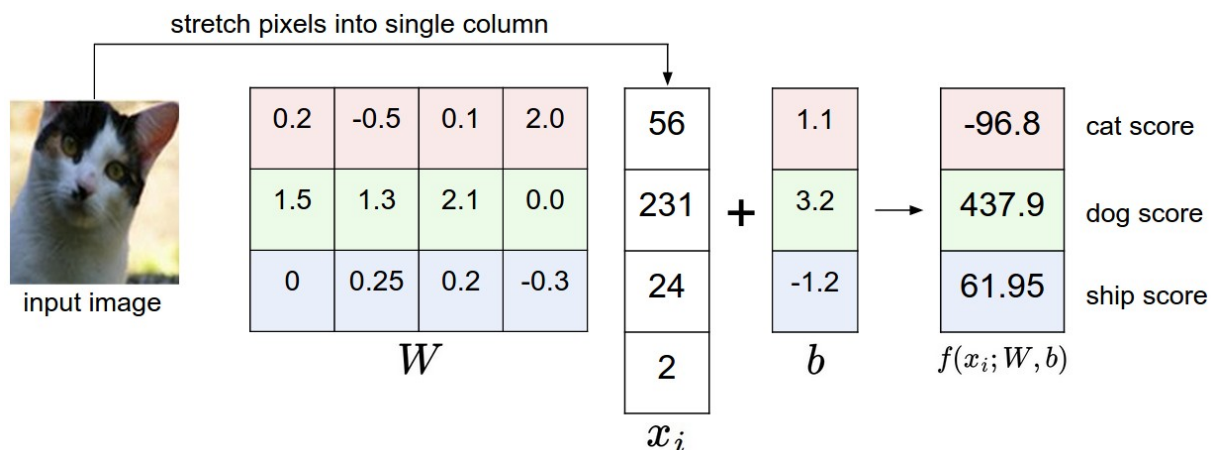 stretch pixels into single column
0.2 -0.5 0.1 2.0 56 1.1 -96.8 cat score
1.5 1.3 2.1 0.0 231 + 3.2 → 437.9 dog score
0 0.25 0.2 -0.3 24 -1.2 61.95 ship score
input image
2
W b f(x_i; W, b)
x_i